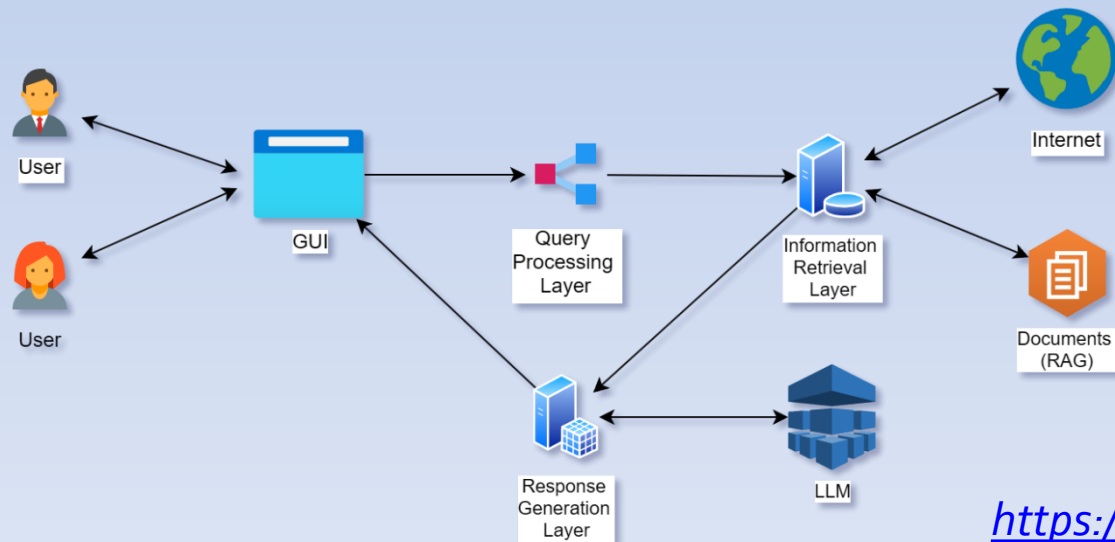 User
User
GUI
Query
Processing
Layer
Information
Retrieval
Layer
Internet
Documents
(RAG)
Response
Generation
Layer
LLM
https:/